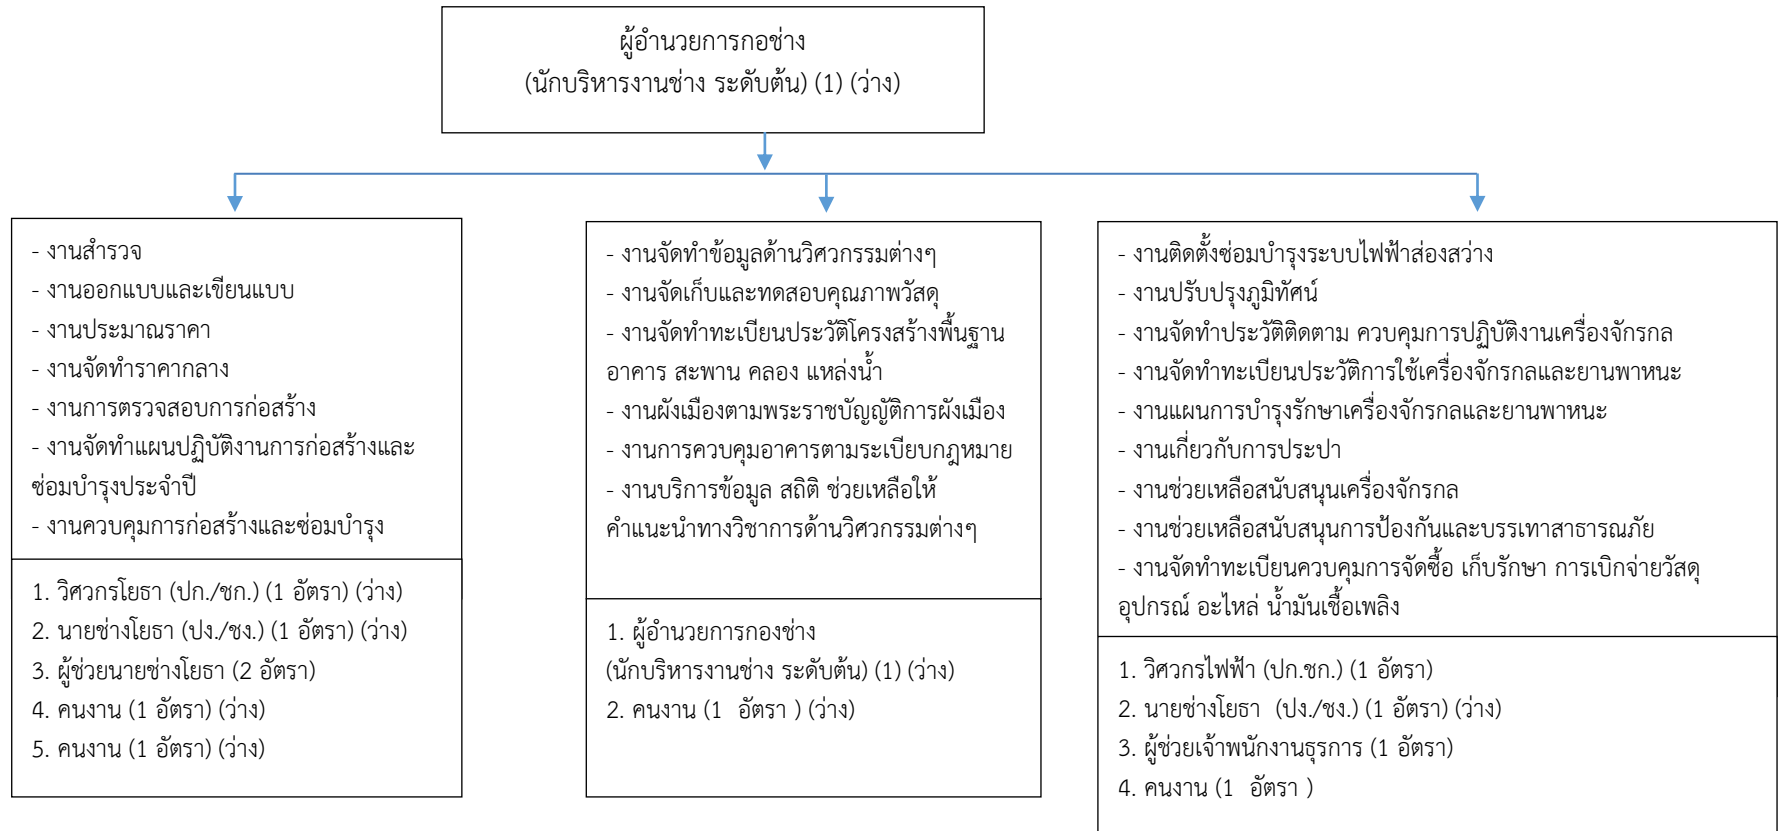 ผู้อำนวยการกอช่าง
(นักบริหารงานช่าง ระดับต้น) (1) (ว่าง)
- งานสำรวจ
- งานออกแบบและเขียนแบบ
- งานประมาณราคา
- งานจัดทำราคากลาง
- งานการตรวจสอบการก่อสร้าง
- งานจัดทำแผนปฏิบัติงานการก่อสร้างและ
ซ่อมบำรุงประจำปี
- งานควบคุมการก่อสร้างและซ่อมบำรุง
1. วิศวกรโยธา (ปก./ชก.) (1 อัตรา) (ว่าง)
2. นายช่างโยธา (ปง./ชง.) (1 อัตรา) (ว่าง)
3. ผู้ช่วยนายช่างโยธา (2 อัตรา)
4. คนงาน (1 อัตรา) (ว่าง)
5. คนงาน (1 อัตรา) (ว่าง)
- งานจัดทำข้อมูลด้านวิศวกรรมต่างๆ
- งานจัดเก็บและทดสอบคุณภาพวัสดุ
- งานจัดทำทะเบียนประวัติโครงสร้างพื้นฐาน
อาคาร สะพาน คลอง แหล่งน้ำ
- งานผังเมืองตามพระราชบัญญัติการผังเมือง
- งานการควบคุมอาคารตามระเบียบกฎหมาย
- งานบริการข้อมูล สถิติ ช่วยเหลือให้
คำแนะนำทางวิชาการด้านวิศวกรรมต่างๆ
1. ผู้อำนวยการกองช่าง
(นักบริหารงานช่าง ระดับต้น) (1) (ว่าง)
2. คนงาน (1 อัตรา ) (ว่าง)
- งานติดตั้งซ่อมบำรุงระบบไฟฟ้าส่องสว่าง
- งานปรับปรุงภูมิทัศน์
- งานจัดทำประวัติติดตาม ควบคุมการปฏิบัติงานเครื่องจักรกล
- งานจัดทำทะเบียนประวัติการใช้เครื่องจักรกลและยานพาหนะ
- งานแผนการบำรุงรักษาเครื่องจักรกลและยานพาหนะ
- งานเกี่ยวกับการประปา
- งานช่วยเหลือสนับสนุนเครื่องจักรกล
- งานช่วยเหลือสนับสนุนการป้องกันและบรรเทาสาธารณภัย
- งานจัดทำทะเบียนควบคุมการจัดซื้อ เก็บรักษา การเบิกจ่ายวัสดุ
อุปกรณ์ อะไหล่ น้ำมันเชื้อเพลิง
1. วิศวกรไฟฟ้า (ปก.ชก.) (1 อัตรา)
2. นายช่างโยธา (ปง./ชง.) (1 อัตรา) (ว่าง)
3. ผู้ช่วยเจ้าพนักงานธุรการ (1 อัตรา)
4. คนงาน (1 อัตรา )